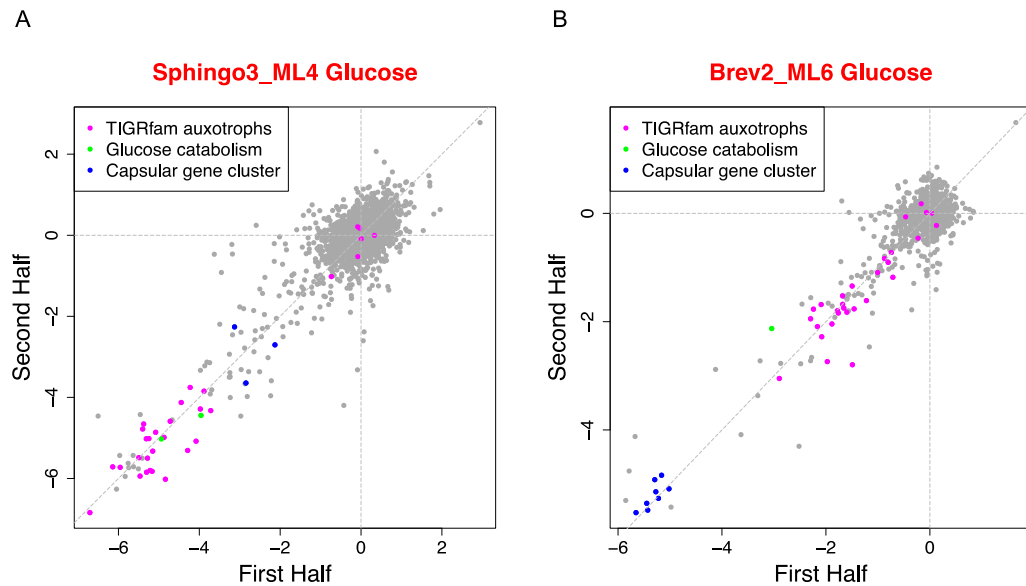 A
Sphingo3_ML4 Glucose
TIGRfam auxotrophs
Glucose catabolism
Capsular gene cluster
Second Half
2
0
−2
−4
−6
−6 −4 −2 0 2
First Half
B
Brev2_ML6 Glucose
TIGRfam auxotrophs
Glucose catabolism
Capsular gene cluster
Second Half
0
−2
−4
−6 −4 −2 0
First Half